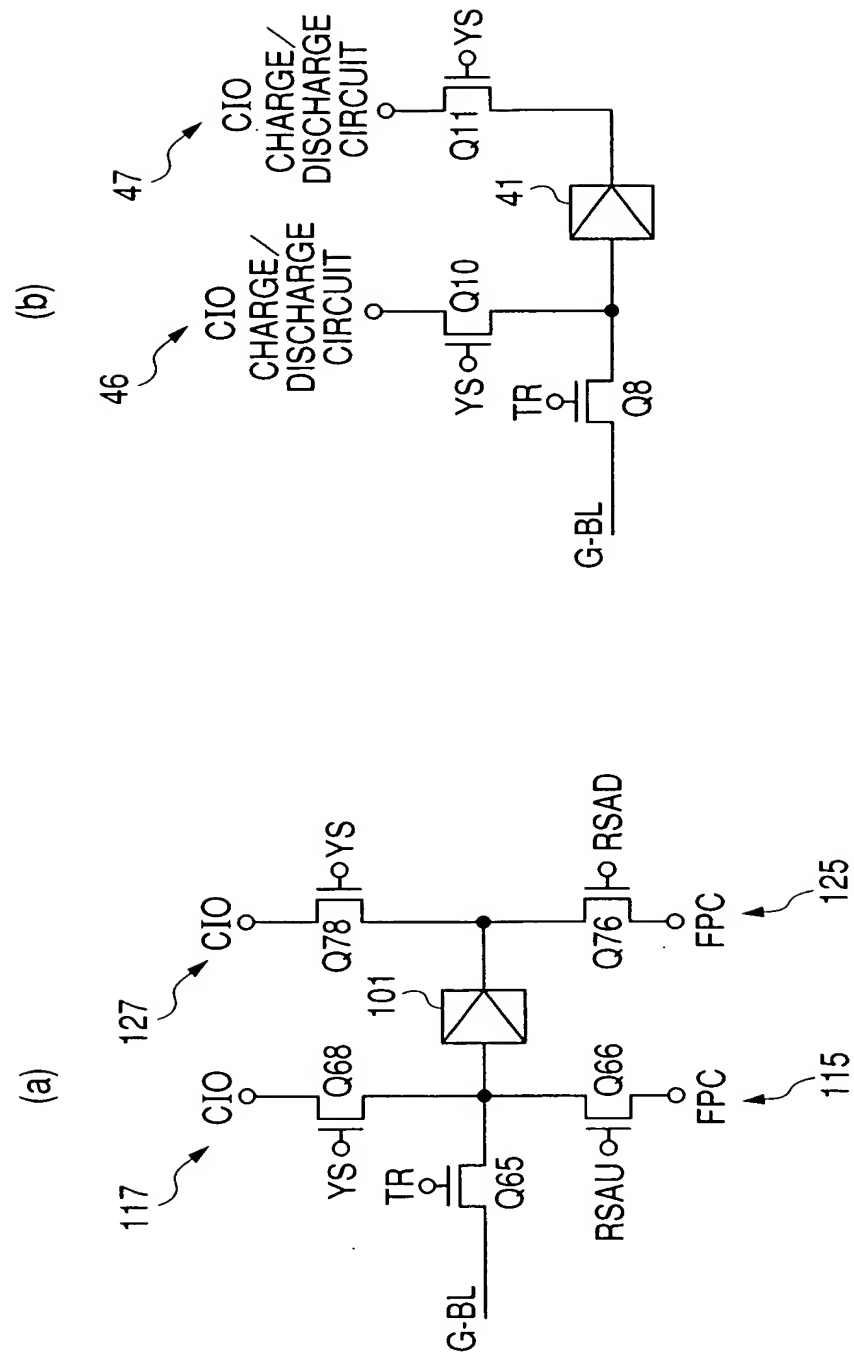 (a)
117
CIO
127
CIO
YS
Q68
Q78
YS
101
G-BL
TR
Q65
RSAU
Q66
Q76
RSAD
FPC
115
FPC
125
(b)
46
CIO
CHARGE/
DISCHARGE
CIRCUIT
47
CIO
CHARGE/
DISCHARGE
CIRCUIT
YS
Q10
Q11
YS
41
G-BL
TR
Q8